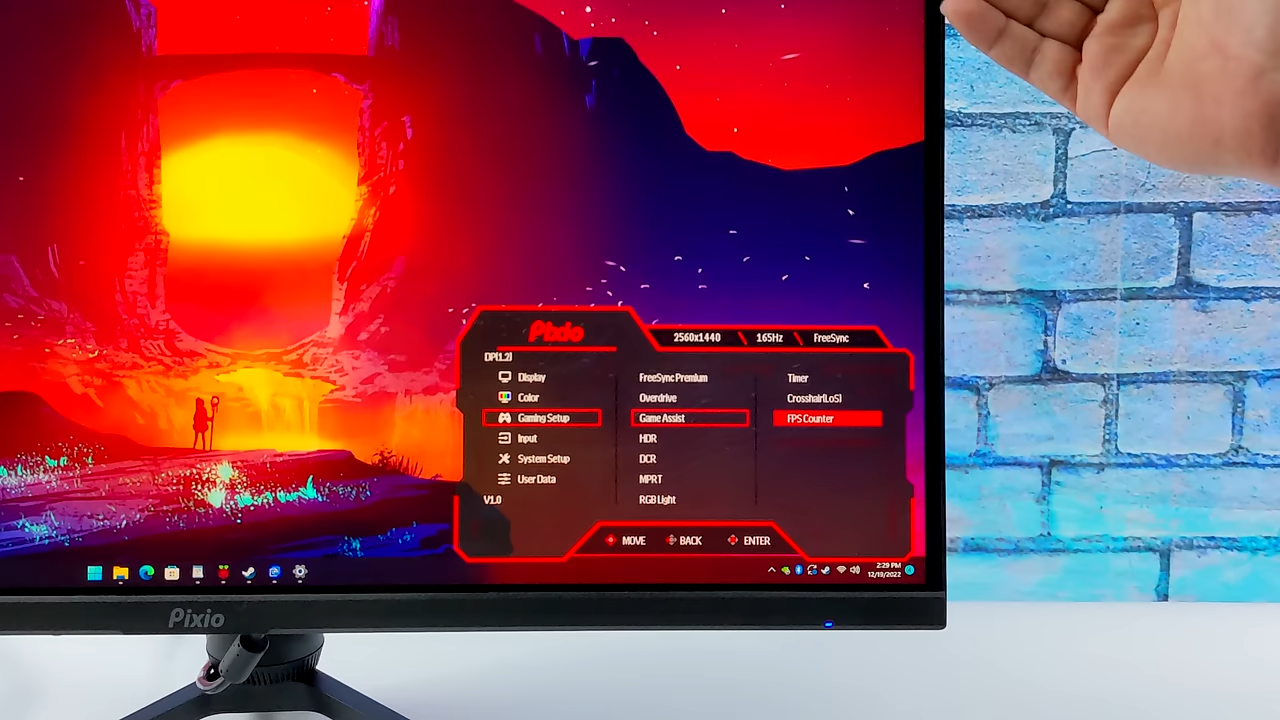 Pixio
2560x1440
165Hz
FreeSync
DP(1.2)
Display
FreeSync Premium
Timer
Color
Overdrive
Crosshair(LoS)
Gaming Setup
Game Assist
FPS Counter
Input
HDR
System Setup
DCR
User Data
MPRT
V1.0
RGB Light
MOVE
BACK
ENTER
2:29 PM
12/19/2022
Pixio